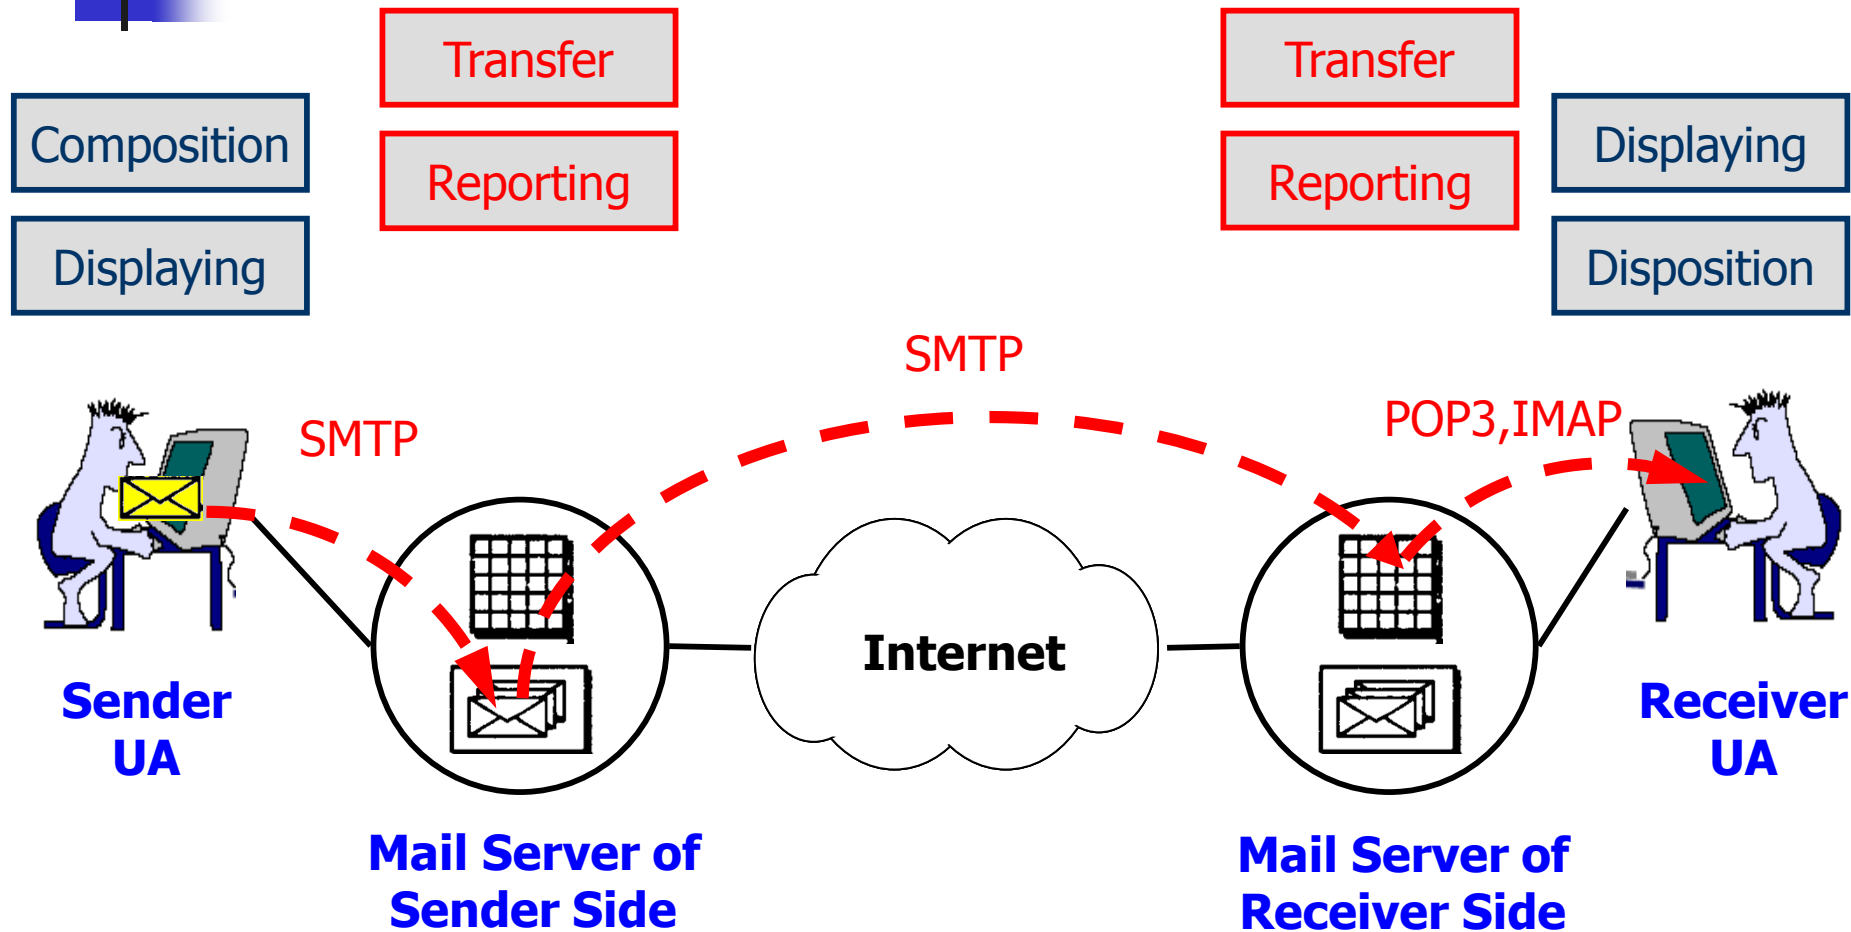 Transfer
Transfer
Composition
Displaying
Reporting
Reporting
Displaying
Disposition
SMTP
SMTP
POP3,IMAP
Internet
Sender
UA
Receiver
UA
Mail Server of
Sender Side
Mail Server of
Receiver Side